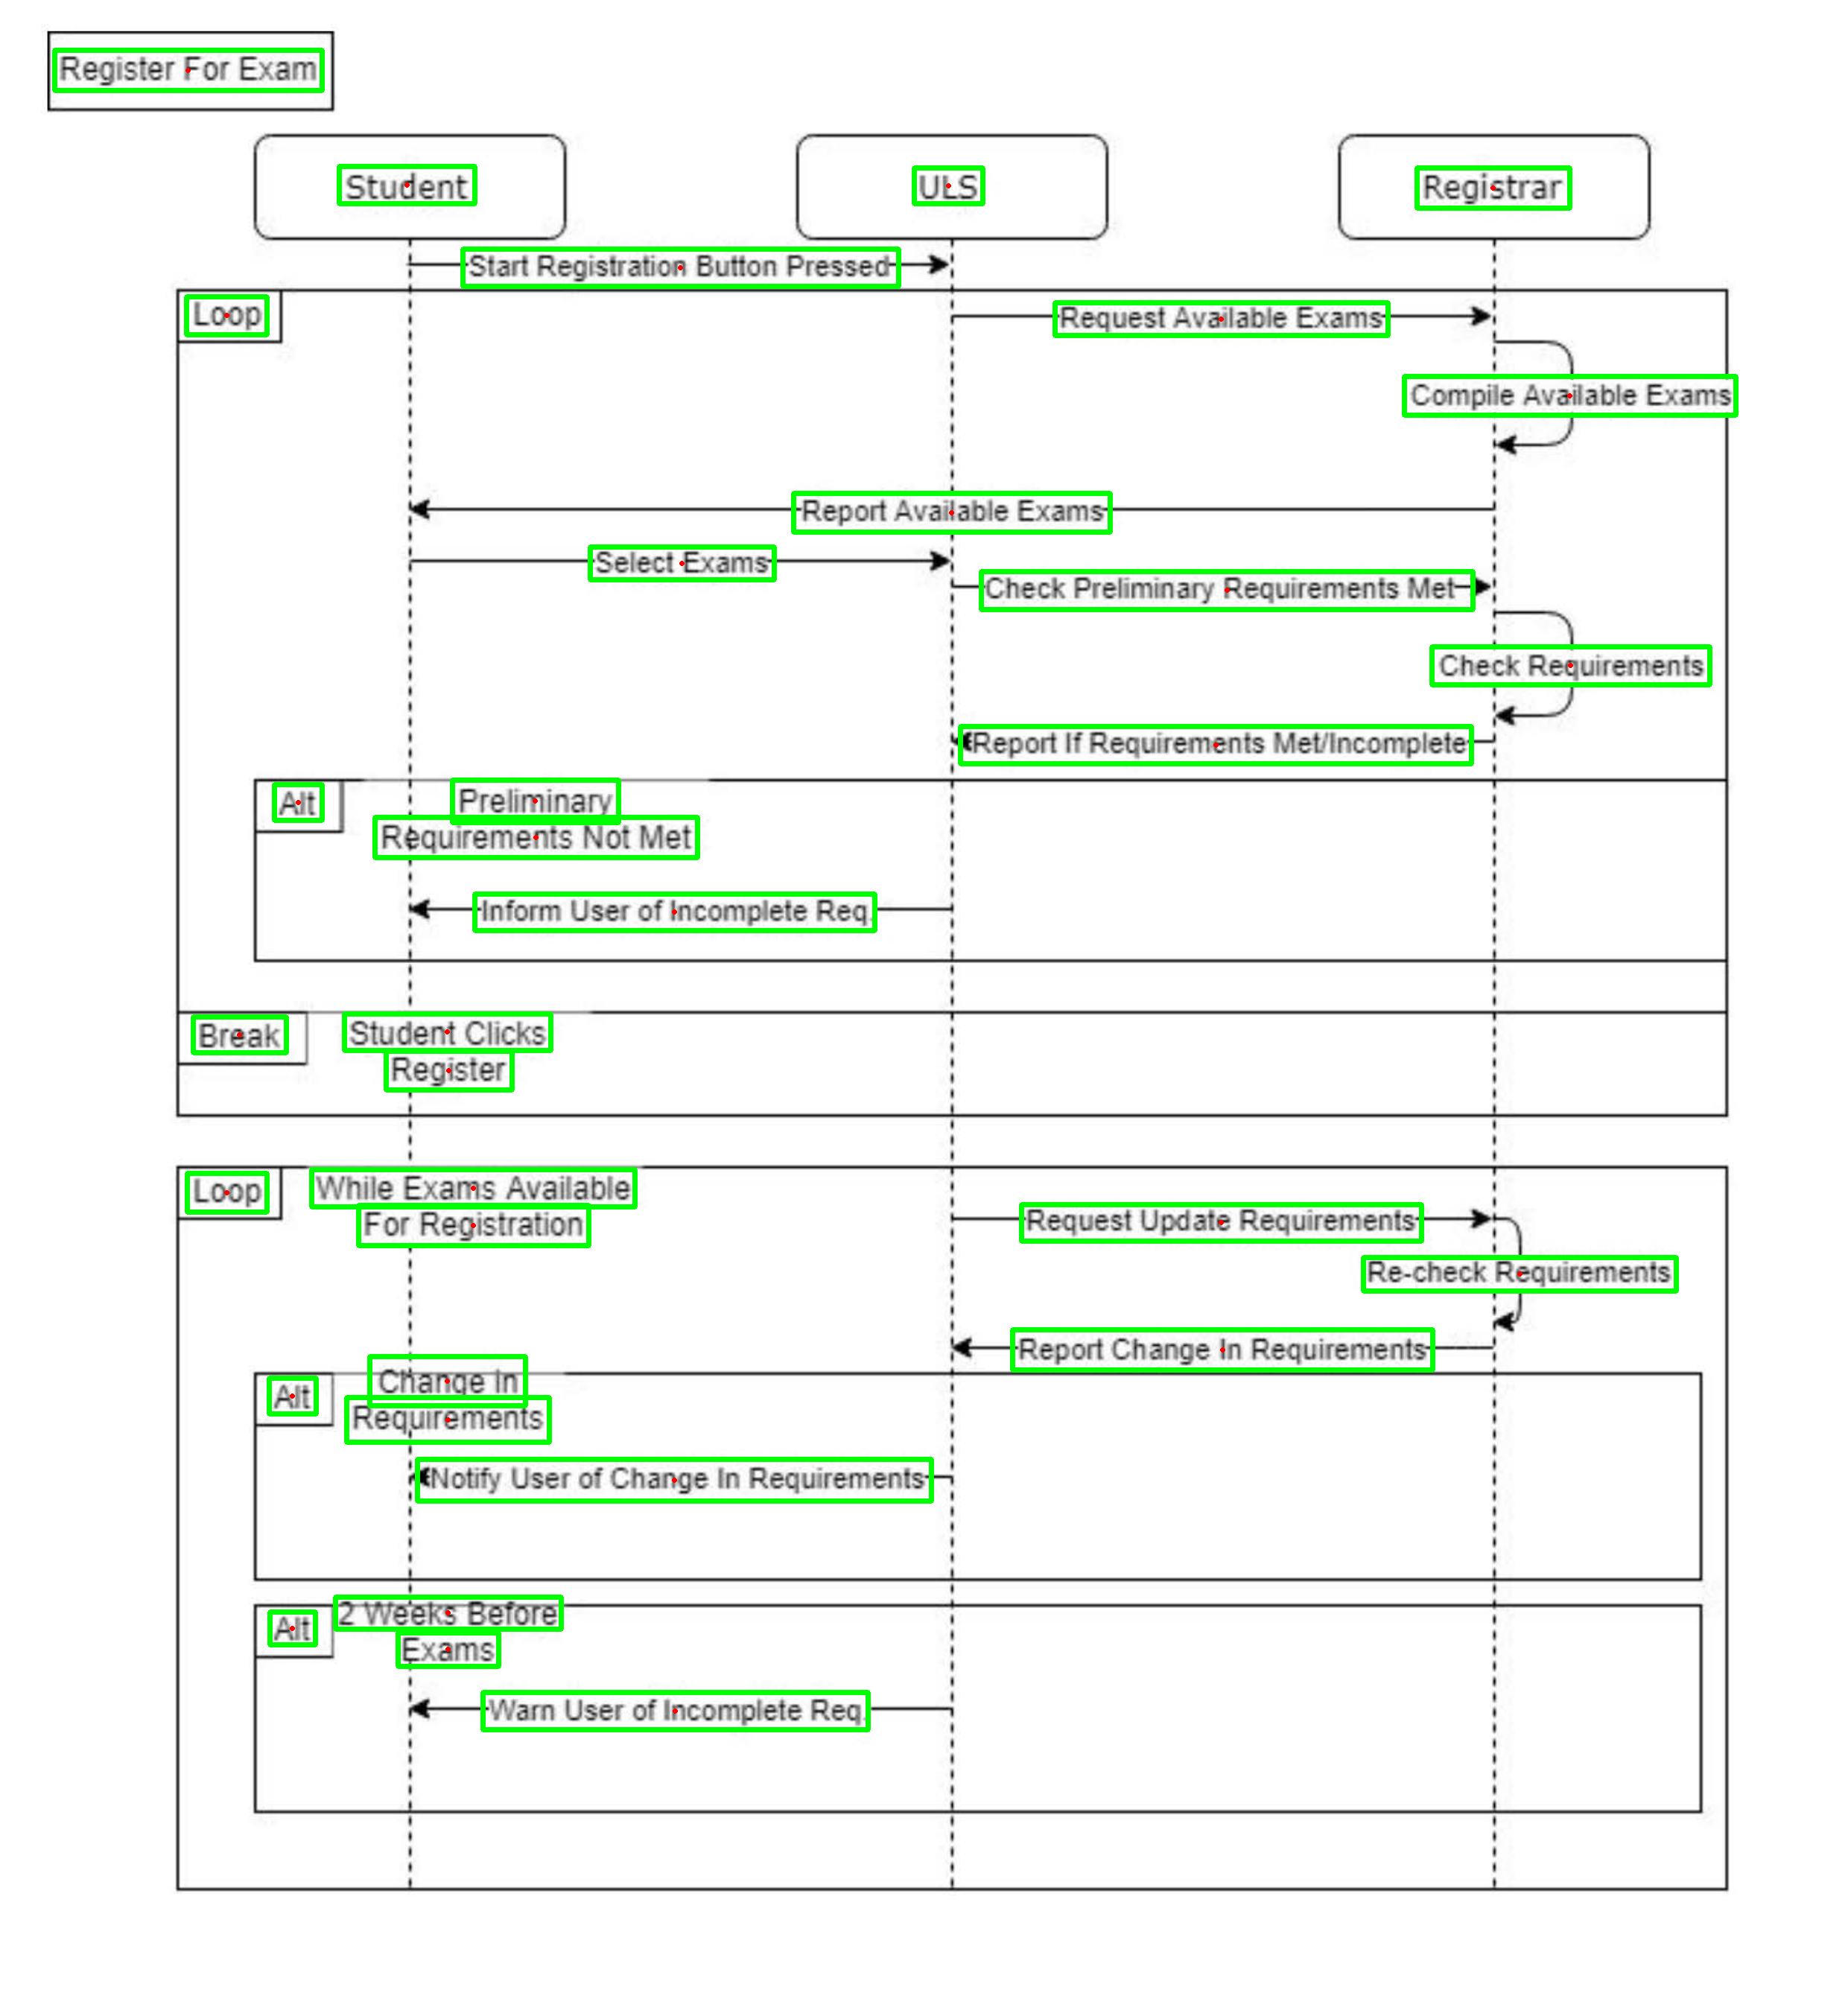 Register For Exam
Student
ULS
Registrar
Start Registration Button Pressed
Loop
Request Available Exams
Compile Available Exams
Report Available Exams
Select Exams
Check Preliminary Requirements Met
Check Requirements
Report If Requirements Met/Incomplete
Alt
Preliminary
Requirements Not Met
Inform User of Incomplete Req.
Break
Student Clicks
Register
Loop
While Exams Available
For Registration
Request Update Requirements
Re-check Requirements
Report Change In Requirements
Alt
Change In
Requirements
Notify User of Change In Requirements
Alt
2 Weeks Before
Exams
Warn User of Incomplete Req.